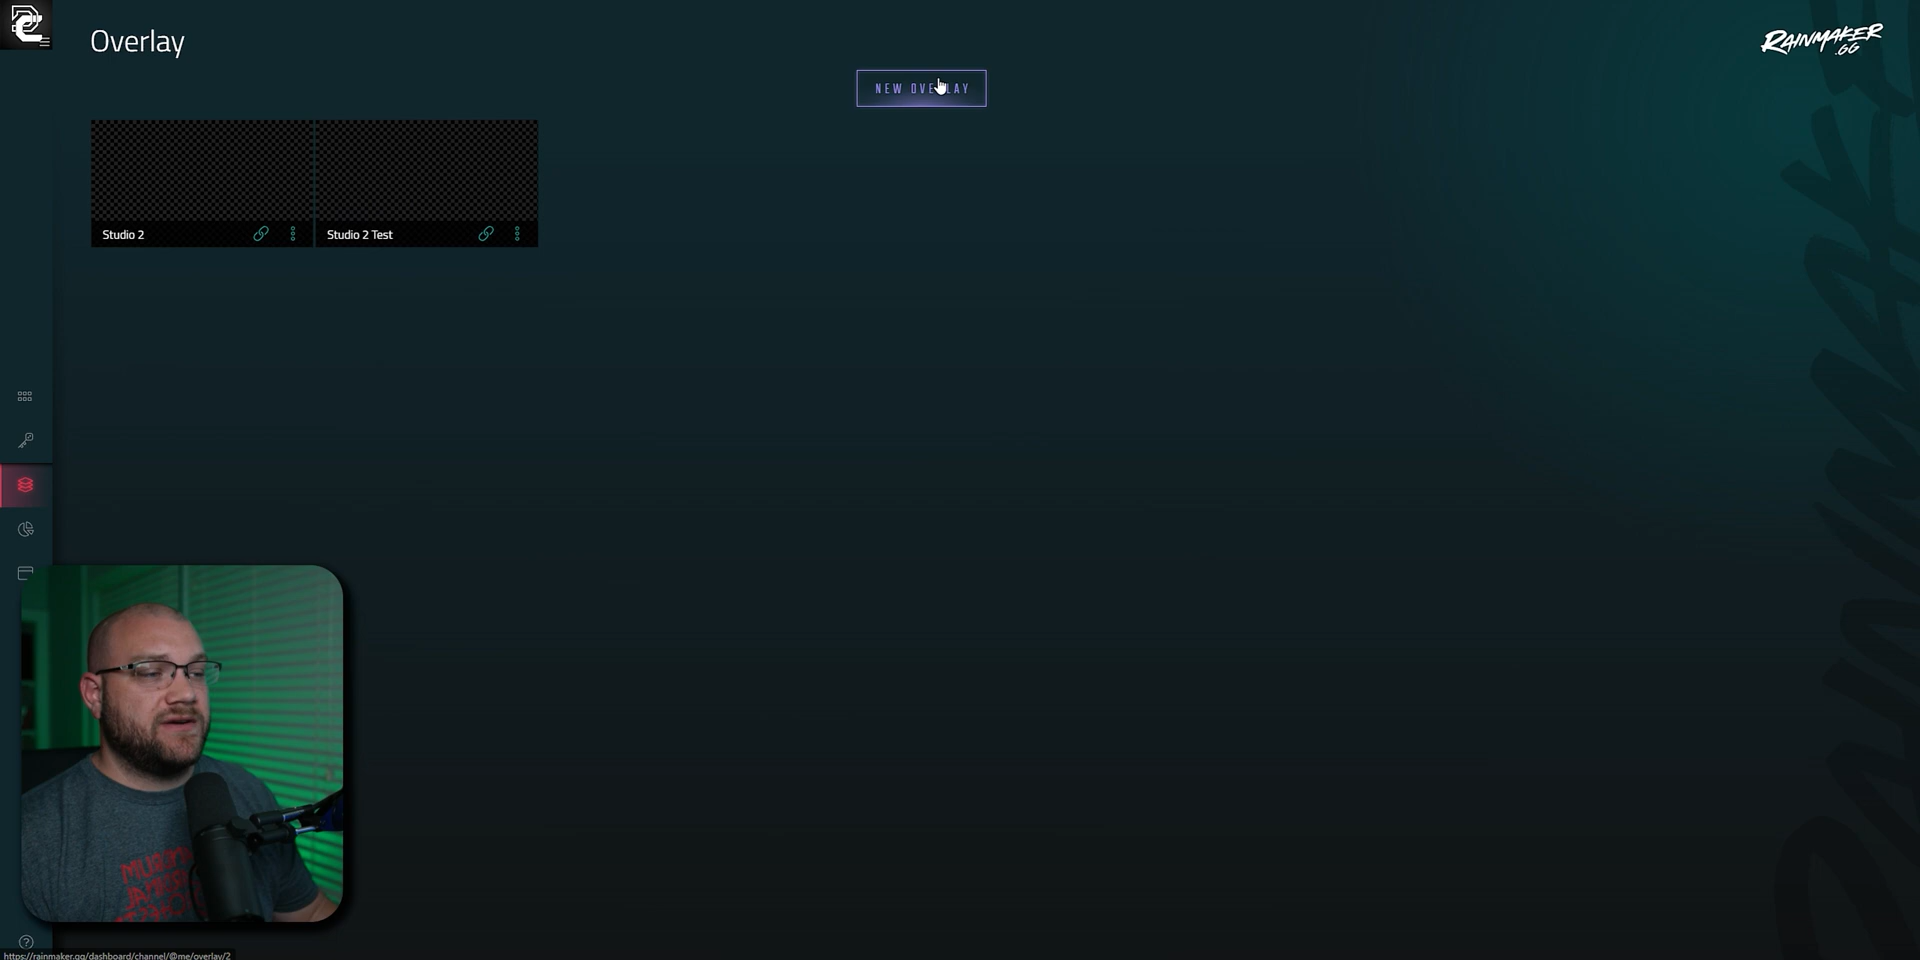 Overlay
RAINMAKER
.GG
NEW OVERLAY
Studio 2
Studio 2 Test
https://rainmaker.gg/dashboard/channel/@me/overlay/2